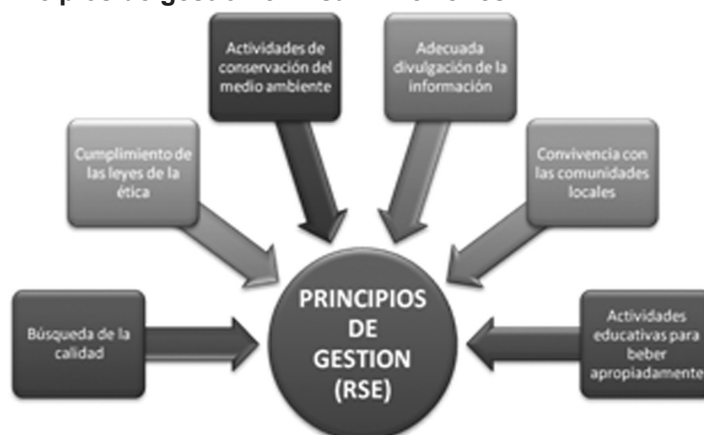 Actividades de
conservación del
medio ambiente
Adecuada
divulgación de la
información
Cumplimiento de
las leyes de la
ética
Convivencia con
las comunidades
locales
Búsqueda de la
calidad
PRINCIPIOS
DE
GESTION
(RSE)
Actividades
educativas para
beber
apropiadamente